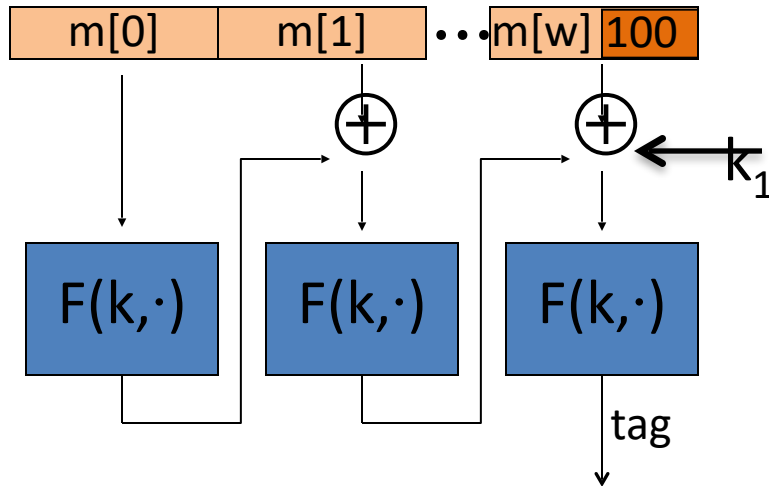 m[0] m[1] ••• m[w] 100
k₁
F(k,·) F(k,·) F(k,·)
tag